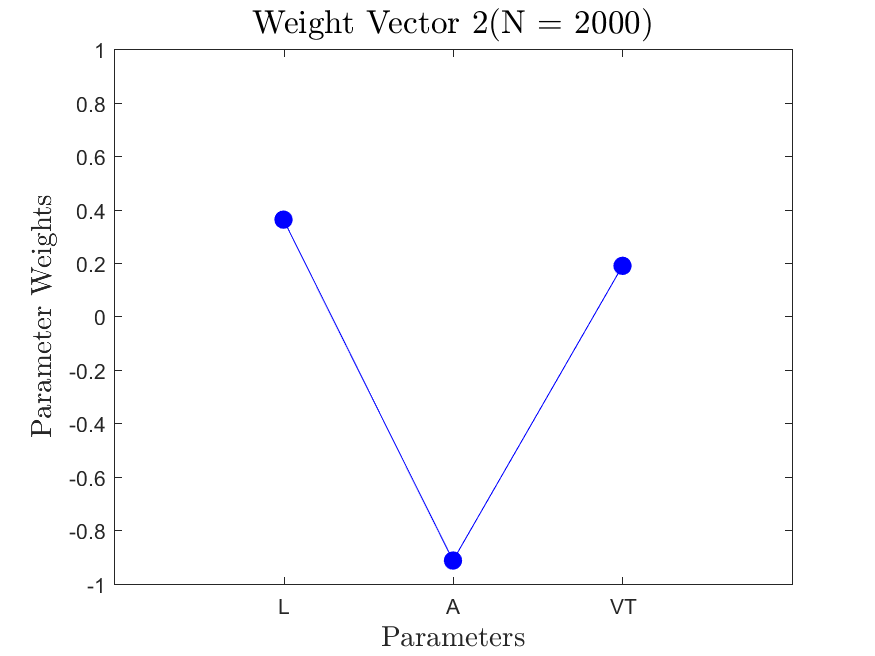 Weight Vector 2(N = 2000)
1
0.8
0.6
0.4
0.2
0
-0.2
-0.4
-0.6
-0.8
-1
Parameter Weights
L A VT
Parameters